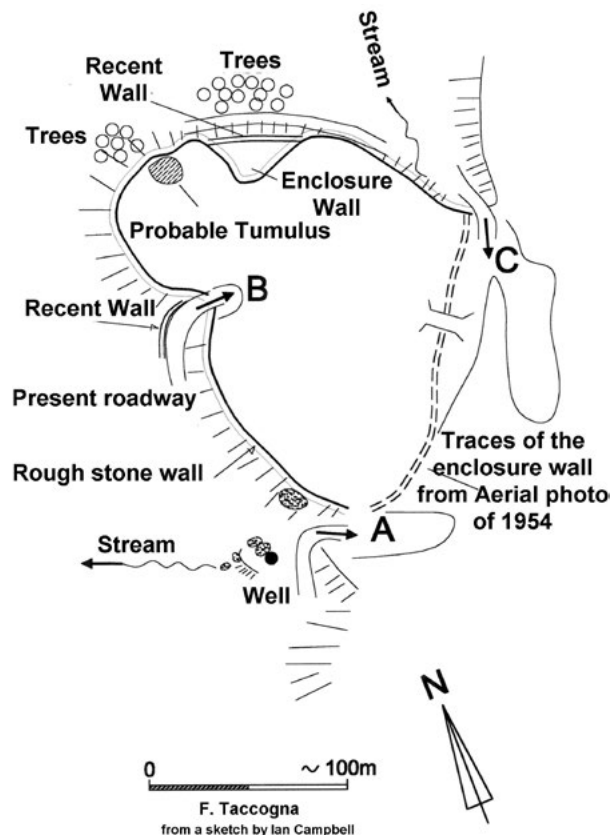 Trees
Recent
Wall
Stream
Trees
Enclosure
Wall
Probable Tumulus
C
B
Recent Wall
Present roadway
Rough stone wall
Traces of the
enclosure wall
from Aerial photo
of 1954
A
Stream
Well
N
0 ~ 100m
F. Taccogna
from a sketch by Ian Campbell